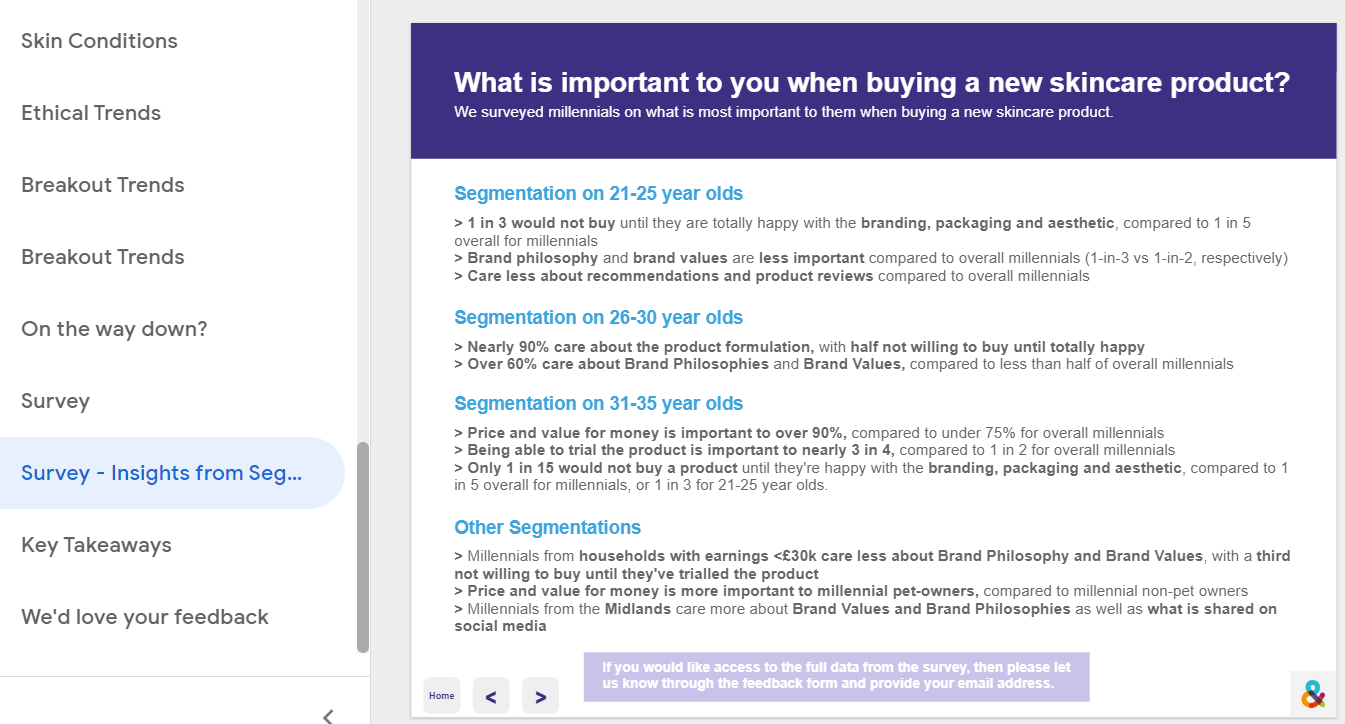 Skin Conditions
Ethical Trends
Breakout Trends
Breakout Trends
On the way down?
Survey
Survey - Insights from Seg...
Key Takeaways
We'd love your feedback
What is important to you when buying a new skincare product?
We surveyed millennials on what is most important to them when buying a new skincare product.
Segmentation on 21-25 year olds
> 1 in 3 would not buy until they are totally happy with the branding, packaging and aesthetic, compared to 1 in 5
overall for millennials
> Brand philosophy and brand values are less important compared to overall millennials (1-in-3 vs 1-in-2, respectively)
> Care less about recommendations and product reviews compared to overall millennials
Segmentation on 26-30 year olds
> Nearly 90% care about the product formulation, with half not willing to buy until totally happy
> Over 60% care about Brand Philosophies and Brand Values, compared to less than half of overall millennials
Segmentation on 31-35 year olds
> Price and value for money is important to over 90%, compared to under 75% for overall millennials
> Being able to trial the product is important to nearly 3 in 4, compared to 1 in 2 for overall millennials
> Only 1 in 15 would not buy a product until they're happy with the branding, packaging and aesthetic, compared to 1
in 5 overall for millennials, or 1 in 3 for 21-25 year olds.
Other Segmentations
> Millennials from households with earnings <£30k care less about Brand Philosophy and Brand Values, with a third
not willing to buy until they've trialled the product
> Price and value for money is more important to millennial pet-owners, compared to millennial non-pet owners
> Millennials from the Midlands care more about Brand Values and Brand Philosophies as well as what is shared on
social media
If you would like access to the full data from the survey, then please let
us know through the feedback form and provide your email address.
Home < >
&